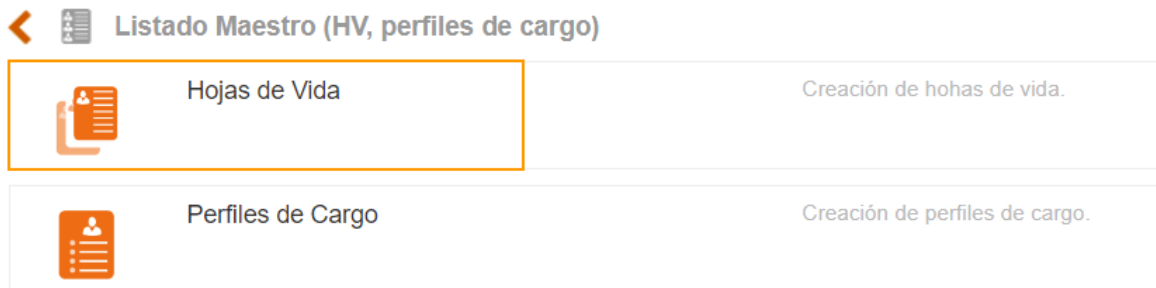 Listado Maestro (HV, perfiles de cargo)
Hojas de Vida
Creación de hohas de vida.
Perfiles de Cargo
Creación de perfiles de cargo.